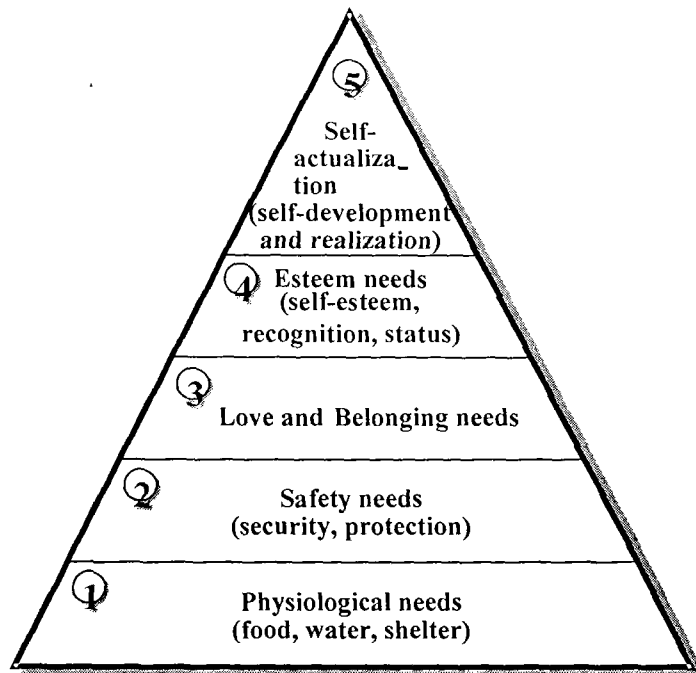 5
Self-
actualiza-
tion
(self-development
and realization)
4
Esteem needs
(self-esteem,
recognition, status)
3
Love and Belonging needs
2
Safety needs
(security, protection)
1
Physiological needs
(food, water, shelter)